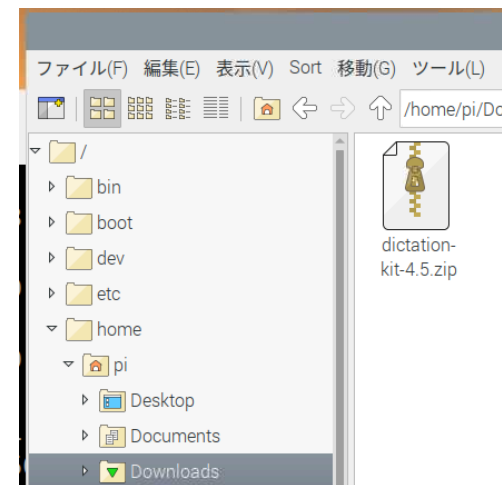 ファイル(F) 編集(E) 表示(V) Sort 移動(G) ツール(L)
/home/pi/Do
/
bin
boot
dev
etc
home
pi
Desktop
Documents
Downloads
dictation-
kit-4.5.zip